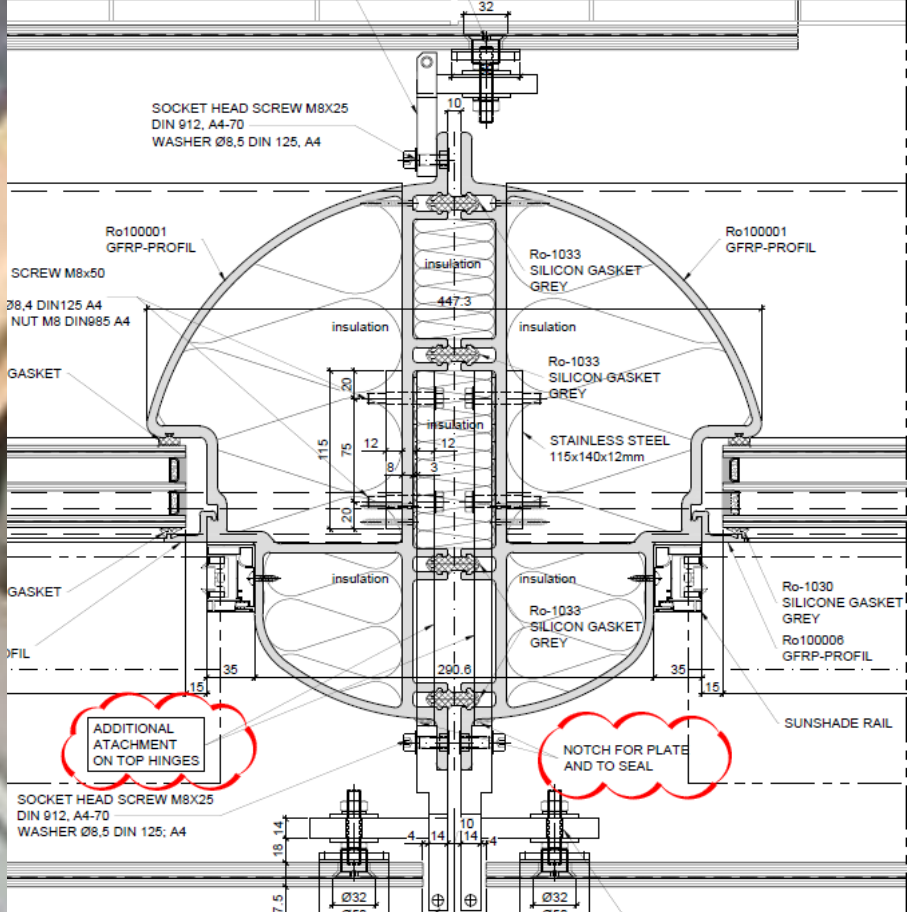 32
10
SOCKET HEAD SCREW M8X25
DIN 912, A4-70
WASHER Ø8,5 DIN 125, A4
Ro100001
GFRP-PROFIL
Ro100001
GFRP-PROFIL
insulation
Ro-1033
SILICON GASKET
GREY
SCREW M8x50
Ø8,4 DIN125 A4
NUT M8 DIN985 A4
447.3
insulation
insulation
GASKET
Ro-1033
SILICON GASKET
GREY
20
insulation
115
75
12
12
8
3
20
STAINLESS STEEL
115x140x12mm
GASKET
insulation
insulation
Ro-1033
SILICON GASKET
GREY
Ro-1030
SILICONE GASKET
GREY
Ro100006
GFRP-PROFIL
OFIL
35
290.6
35
15
15
SUNSHADE RAIL
ADDITIONAL
ATACHMENT
ON TOP HINGES
NOTCH FOR PLATE
AND TO SEAL
SOCKET HEAD SCREW M8X25
DIN 912, A4-70
WASHER Ø8,5 DIN 125; A4
14
18
4
14
10
14
4
7.5
Ø32
Ø32